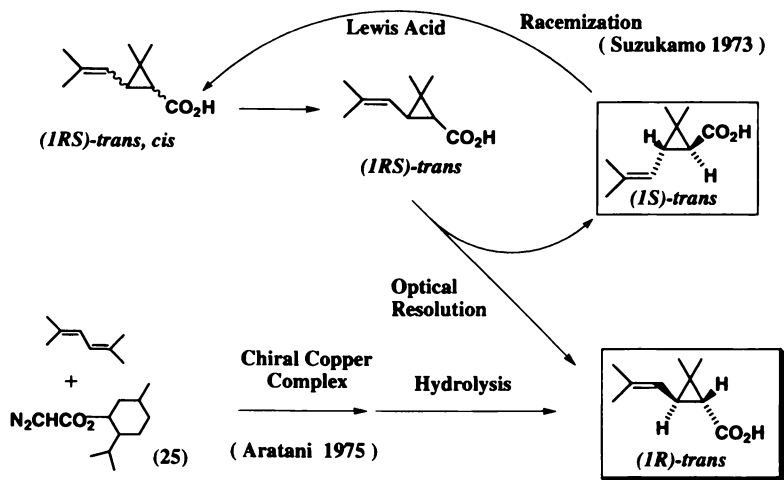 Lewis Acid
Racemization
( Suzukamo 1973 )
CO₂H
(1RS)-trans, cis
CO₂H
(1RS)-trans
H
CO₂H
H
(1S)-trans
Optical
Resolution
+
N₂CHCO₂
(25)
Chiral Copper
Complex
( Aratani 1975 )
Hydrolysis
H
H
CO₂H
(1R)-trans